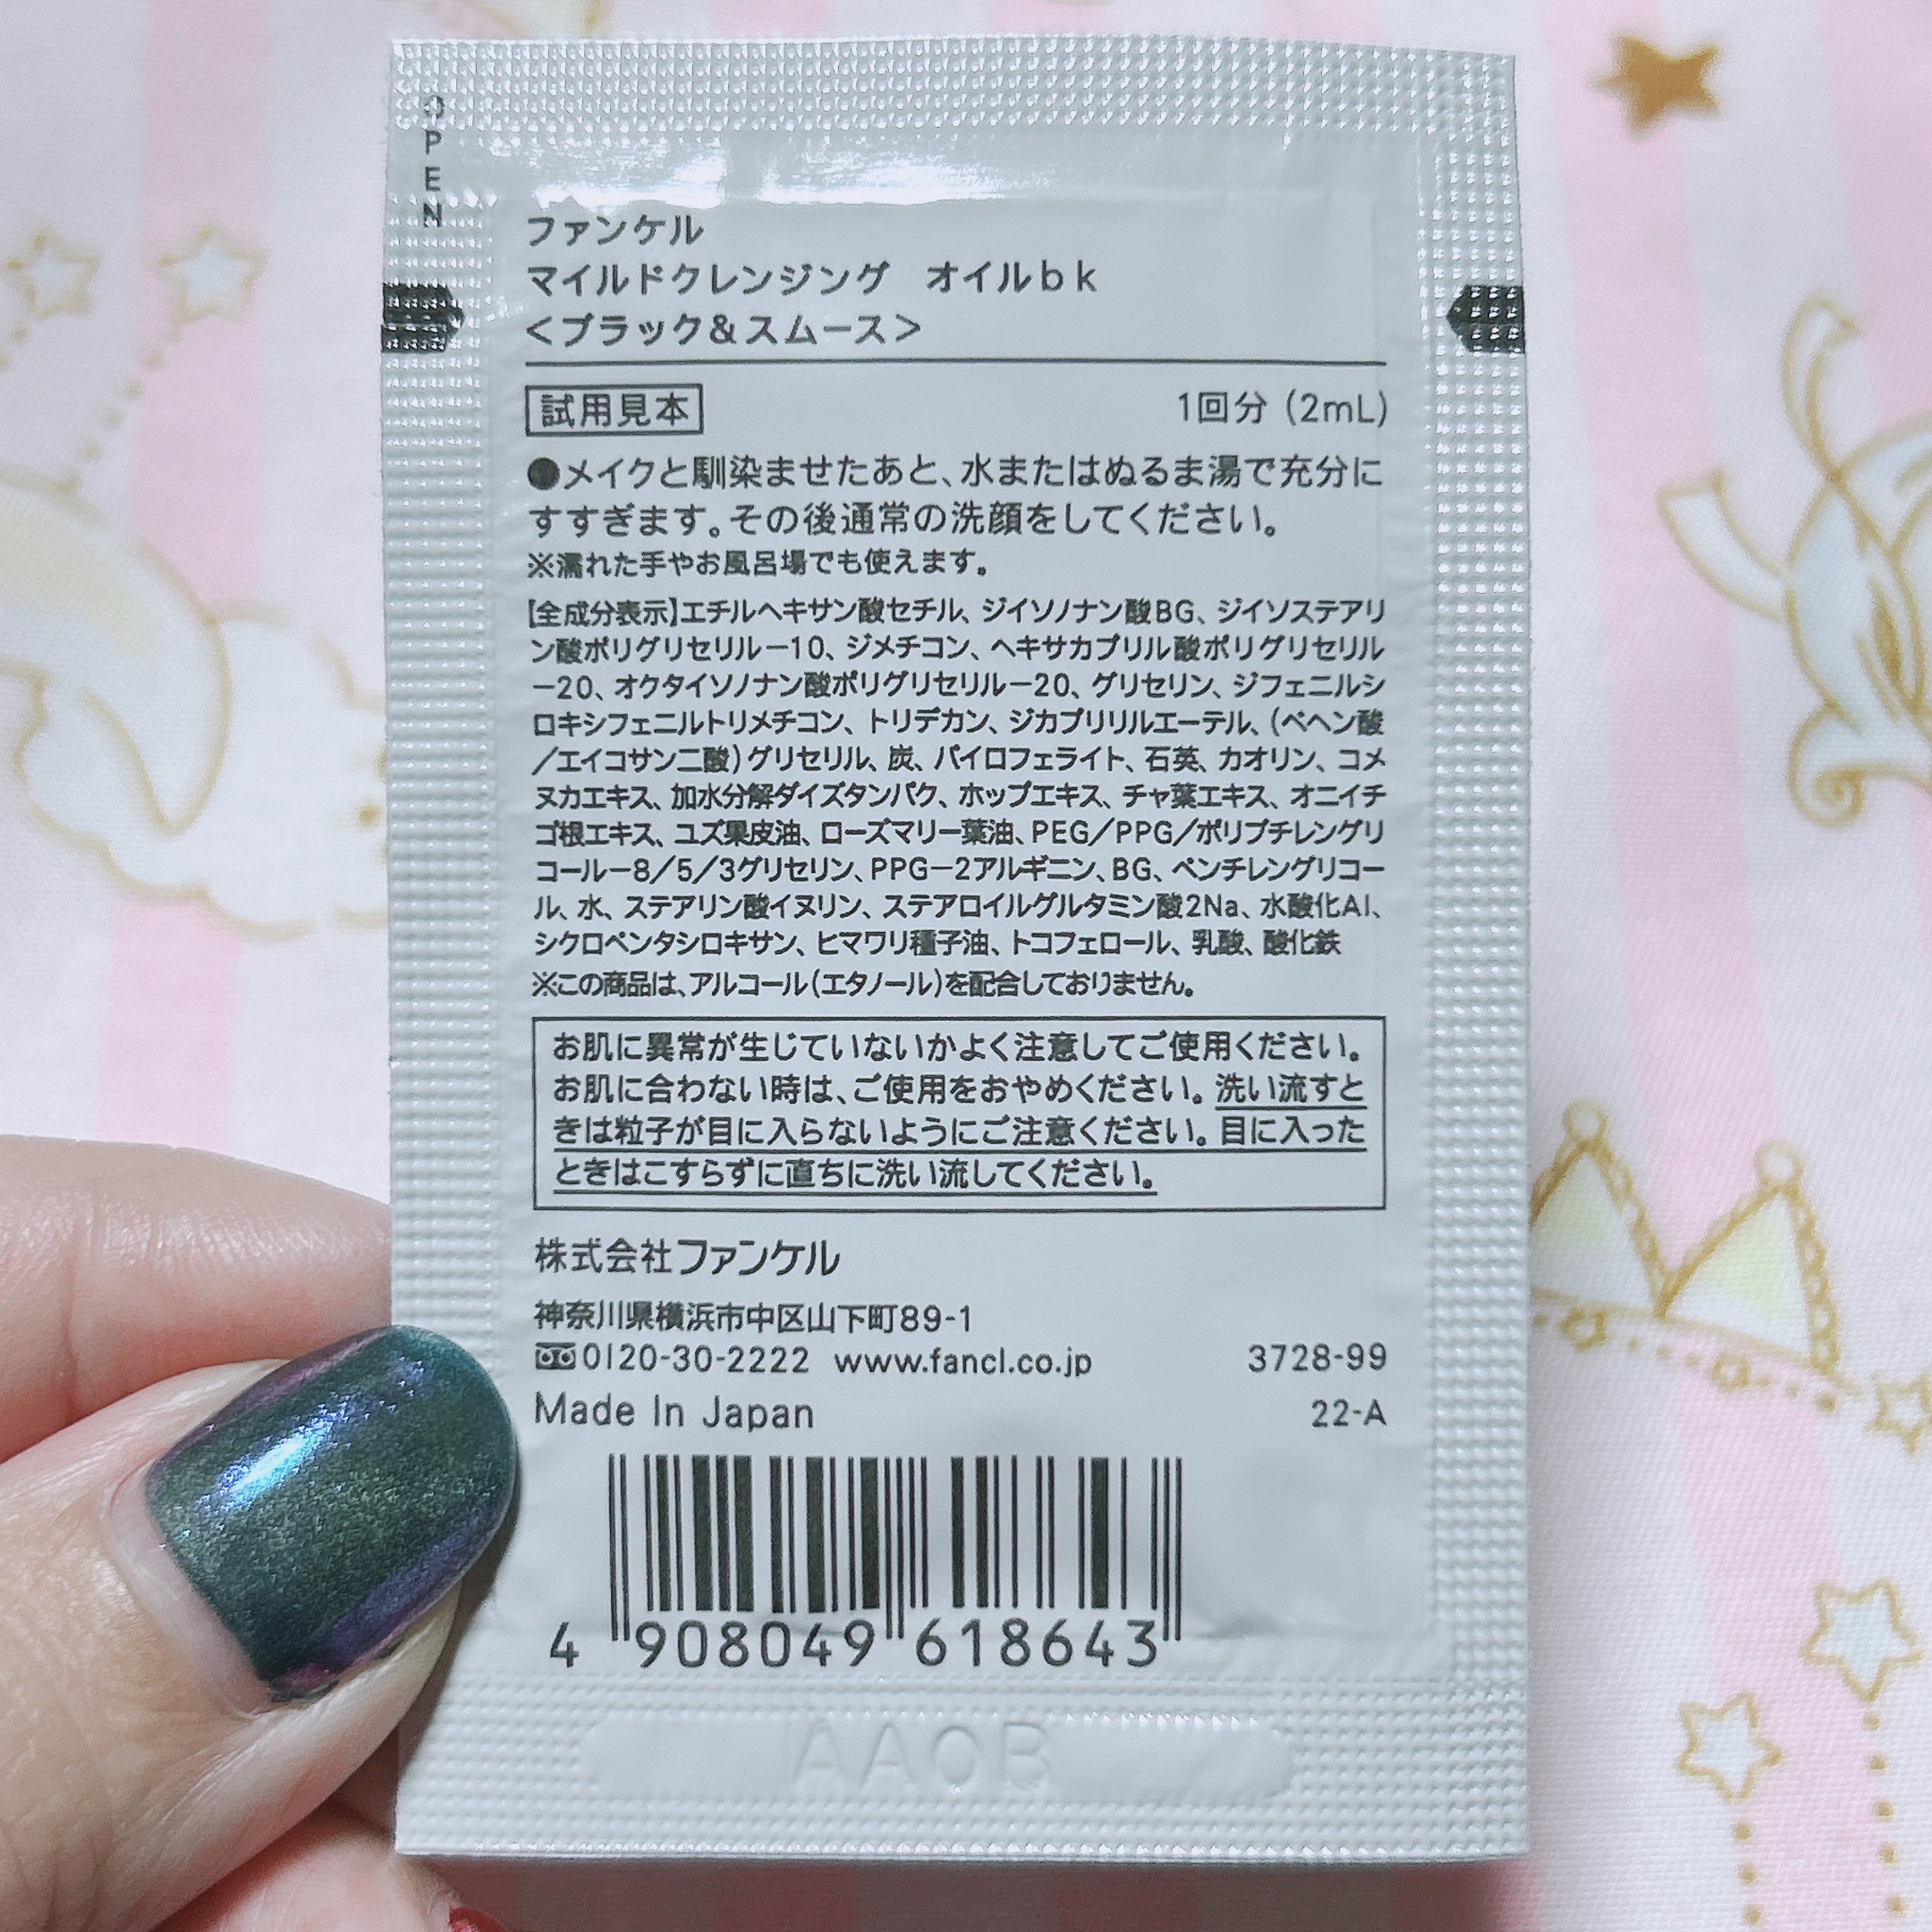 OPEN
ファンケル
マイルドクレンジング オイルbk
<ブラック&スムース>
試用見本
1回分 (2mL)
●メイクと馴染ませたあと、水またはぬるま湯で充分に
すすぎます。その後通常の洗顔をしてください。
※濡れた手やお風呂場でも使えます。
【全成分表示】エチルヘキサン酸セチル、ジイソノナン酸BG、ジイソステアリ
ン酸ポリグリセリル-10、ジメチコン、ヘキサカプリル酸ポリグリセリル
-20、オクタイソノナン酸ポリグリセリル-20、グリセリン、ジフェニルシ
ロキシフェニルトリメチコン、トリデカン、ジカプリリルエーテル、(ベヘン酸
/エイコサン二酸)グリセリル、炭、パイロフェライト、石英、カオリン、コメ
ヌカエキス、加水分解ダイズタンパク、ホップエキス、チャ葉エキス、オニイチ
ゴ根エキス、ユズ果皮油、ローズマリー葉油、PEG/PPG/ポリブチレングリ
コール-8/5/3グリセリン、PPG-2アルギニン、BG、ペンチレングリコー
ル、水、ステアリン酸イヌリン、ステアロイルグルタミン酸2Na、水酸化Al、
シクロペンタシロキサン、ヒマワリ種子油、トコフェロール、乳酸、酸化鉄
※この商品は、アルコール(エタノール)を配合しておりません。
お肌に異常が生じていないかよく注意してご使用ください。
お肌に合わない時は、ご使用をおやめください。洗い流すと
きは粒子が目に入らないようにご注意ください。目に入った
ときはこすらずに直ちに洗い流してください。
株式会社ファンケル
神奈川県横浜市中区山下町89-1
0120-30-2222 www.fancl.co.jp
3728-99
Made In Japan
22-A
4 908049 618643
AAOB